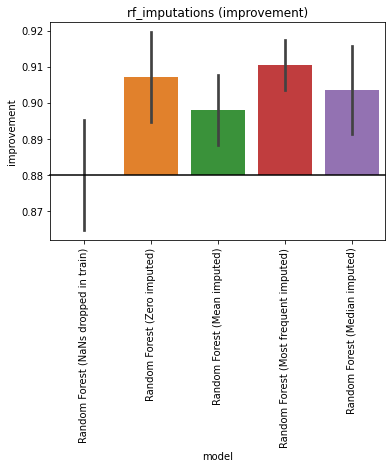 rf_imputations (improvement)
improvement
0.92
0.91
0.90
0.89
0.88
0.87
Random Forest (NaNs dropped in train)
Random Forest (Zero imputed)
Random Forest (Mean imputed)
Random Forest (Most frequent imputed)
Random Forest (Median imputed)
model